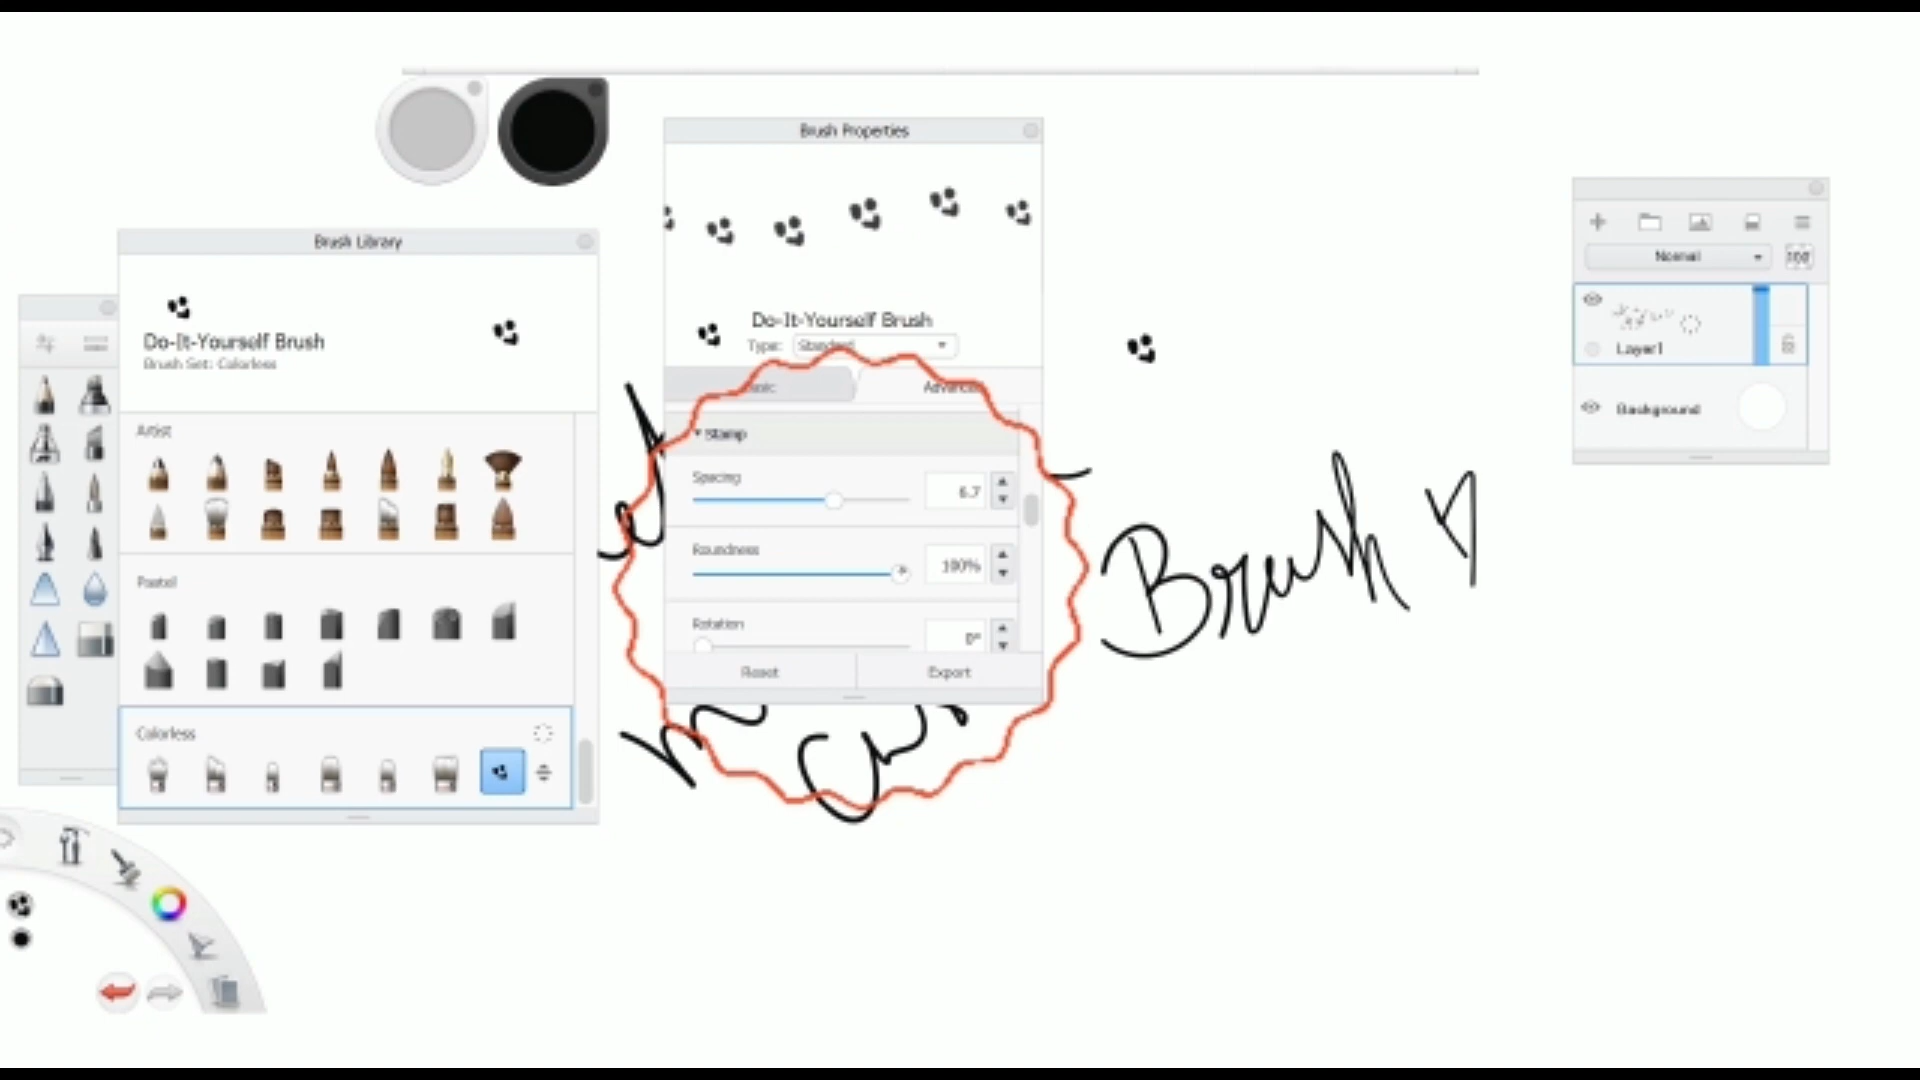 Brush Properties
Brush Library
Do-It-Yourself Brush
Brush Set: Colorless
Do-It-Yourself Brush
Type: Standard
Advanced
Artist
Stamp
Spacing
6.7
Roundness
100%
Rotation
0°
Reset
Export
Pastel
Colorless
Normal
100
Layer1
Background
Brush